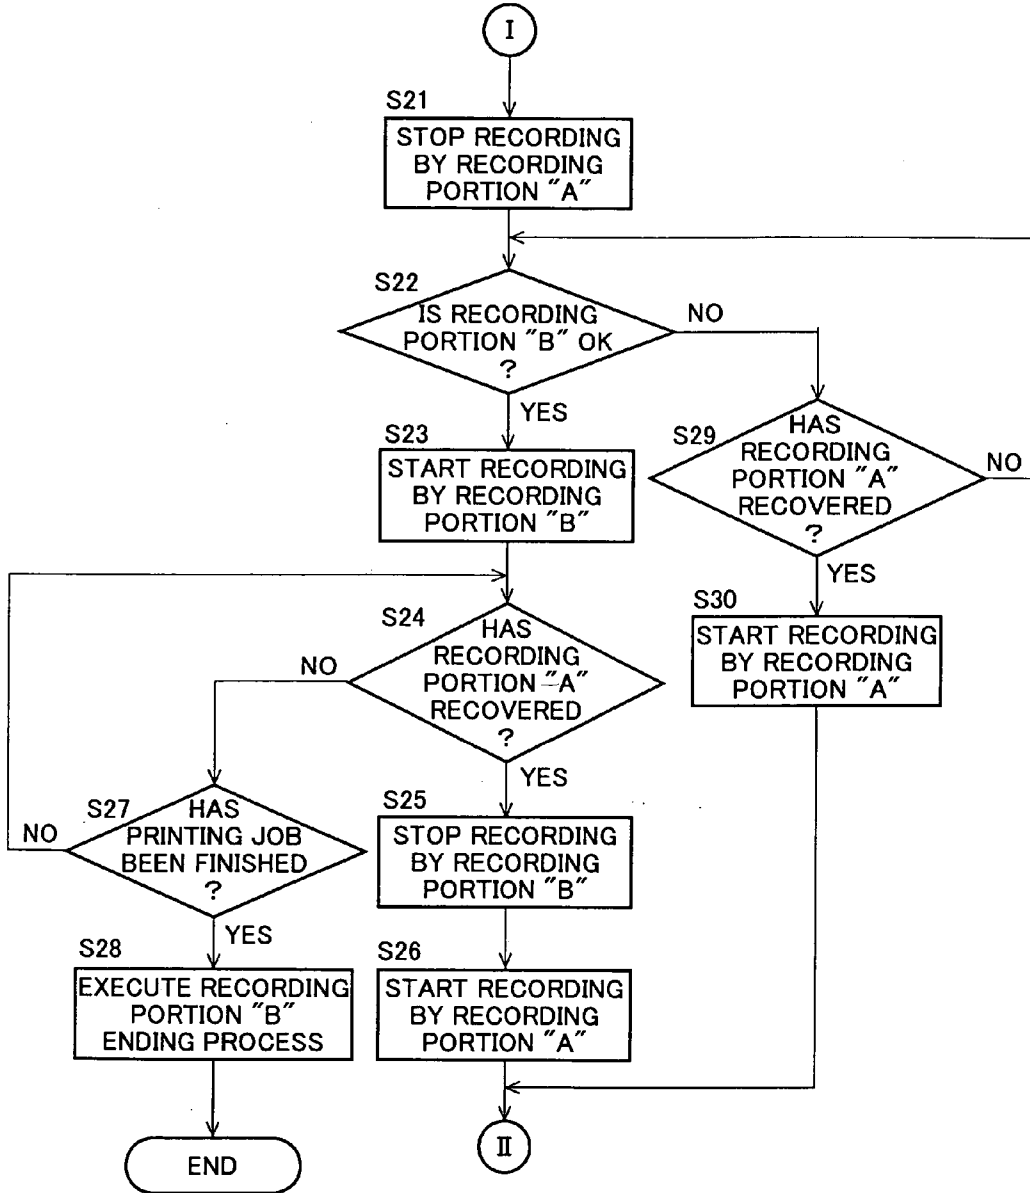 I
S21
STOP RECORDING
BY RECORDING
PORTION "A"
S22
IS RECORDING
PORTION "B" OK
?
NO
YES
S23
START RECORDING
BY RECORDING
PORTION "B"
S29
HAS
RECORDING
PORTION "A"
RECOVERED
?
NO
YES
S30
START RECORDING
BY RECORDING
PORTION "A"
S24
HAS
RECORDING
PORTION "A"
RECOVERED
?
NO
YES
S25
STOP RECORDING
BY RECORDING
PORTION "B"
S26
START RECORDING
BY RECORDING
PORTION "A"
S27
HAS
PRINTING JOB
BEEN FINISHED
?
NO
YES
S28
EXECUTE RECORDING
PORTION "B"
ENDING PROCESS
END
II